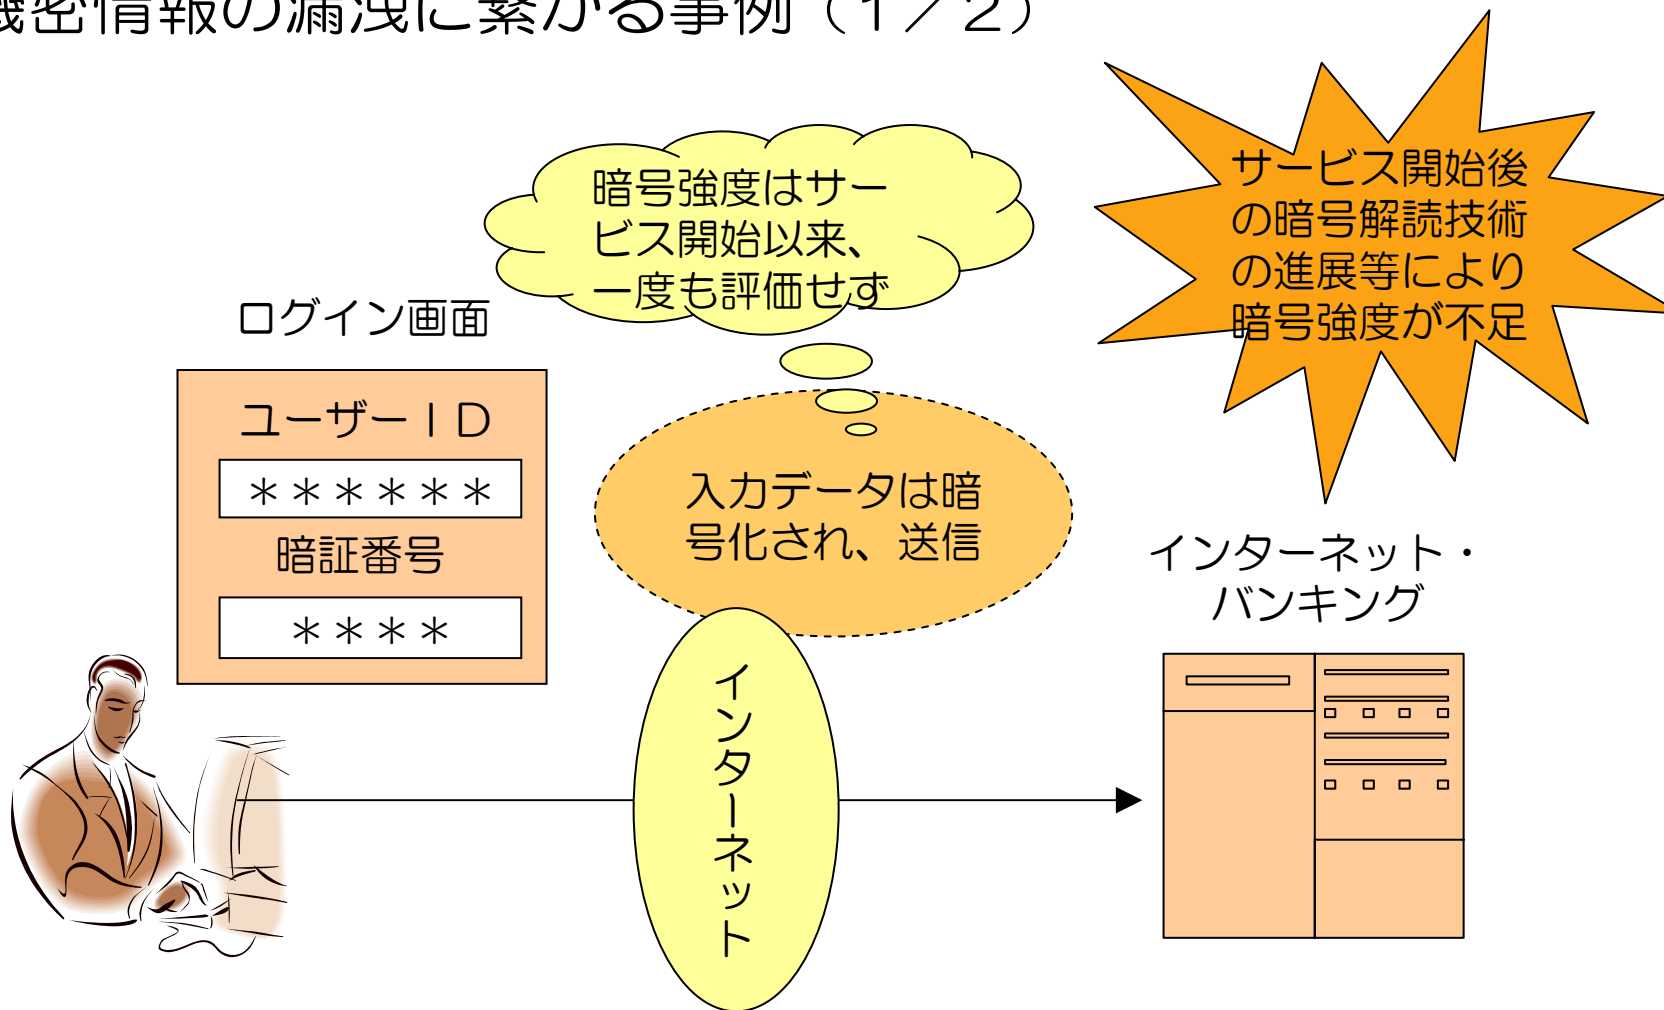 機密情報の漏洩に繋がる事例（１／２）
暗号強度はサー
ビス開始以来、
一度も評価せず
サービス開始後
の暗号解読技術
の進展等により
暗号強度が不足
ログイン画面
ユーザーＩＤ
＊＊＊＊＊＊
暗証番号
＊＊＊＊
入力データは暗
号化され、送信
インターネット
インターネット・
バンキング